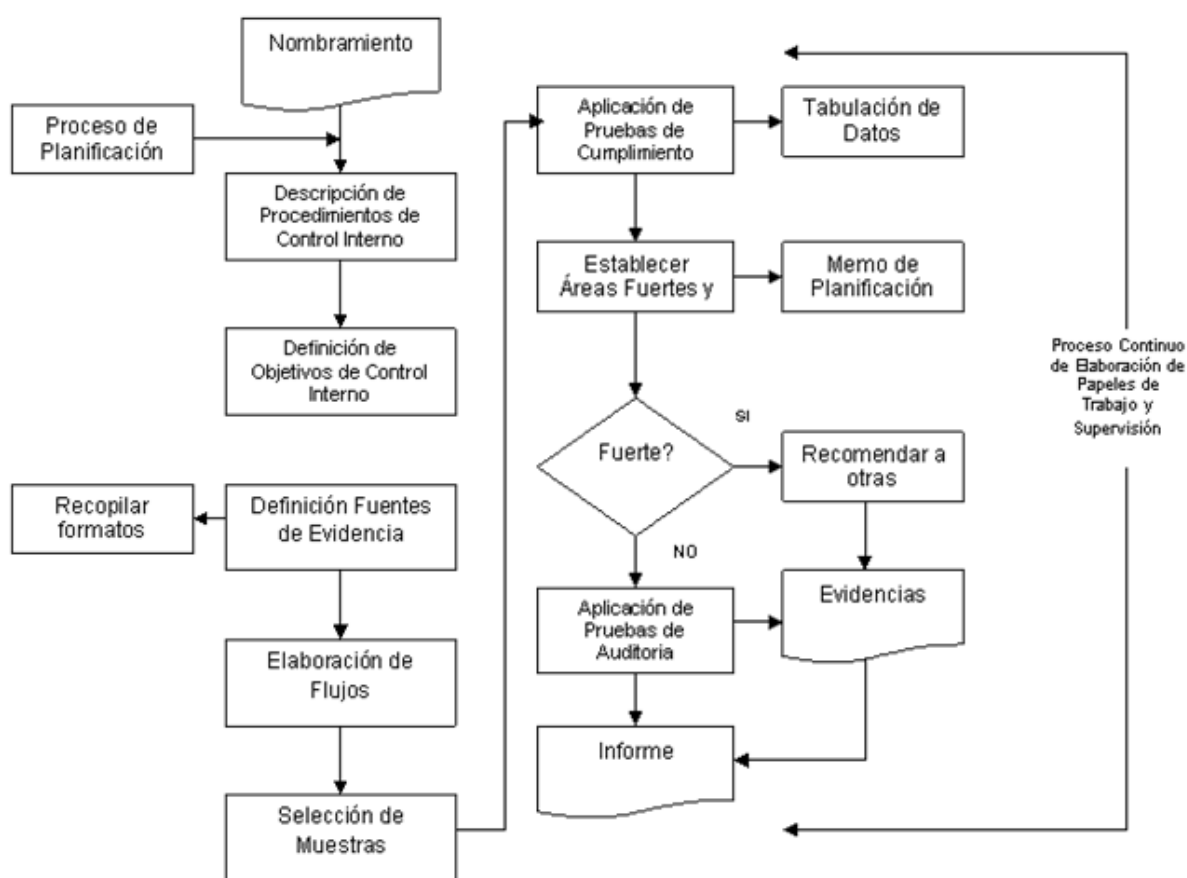 Nombramiento
Proceso de
Planificación
Descripción de
Procedimientos de
Control Interno
Definición de
Objetivos de Control
Interno
Recopilar
formatos
Definición Fuentes
de Evidencia
Elaboración de
Flujos
Selección de
Muestras
Aplicación de
Pruebas de
Cumplimiento
Tabulación de
Datos
Establecer
Áreas Fuertes y
Memo de
Planificación
Fuerte?
SI
Recomendar a
otras
NO
Aplicación de
Pruebas de
Auditoria
Evidencias
Informe
Proceso Continuo
de Elaboración de
Papeles de
Trabajo y
Supervisión